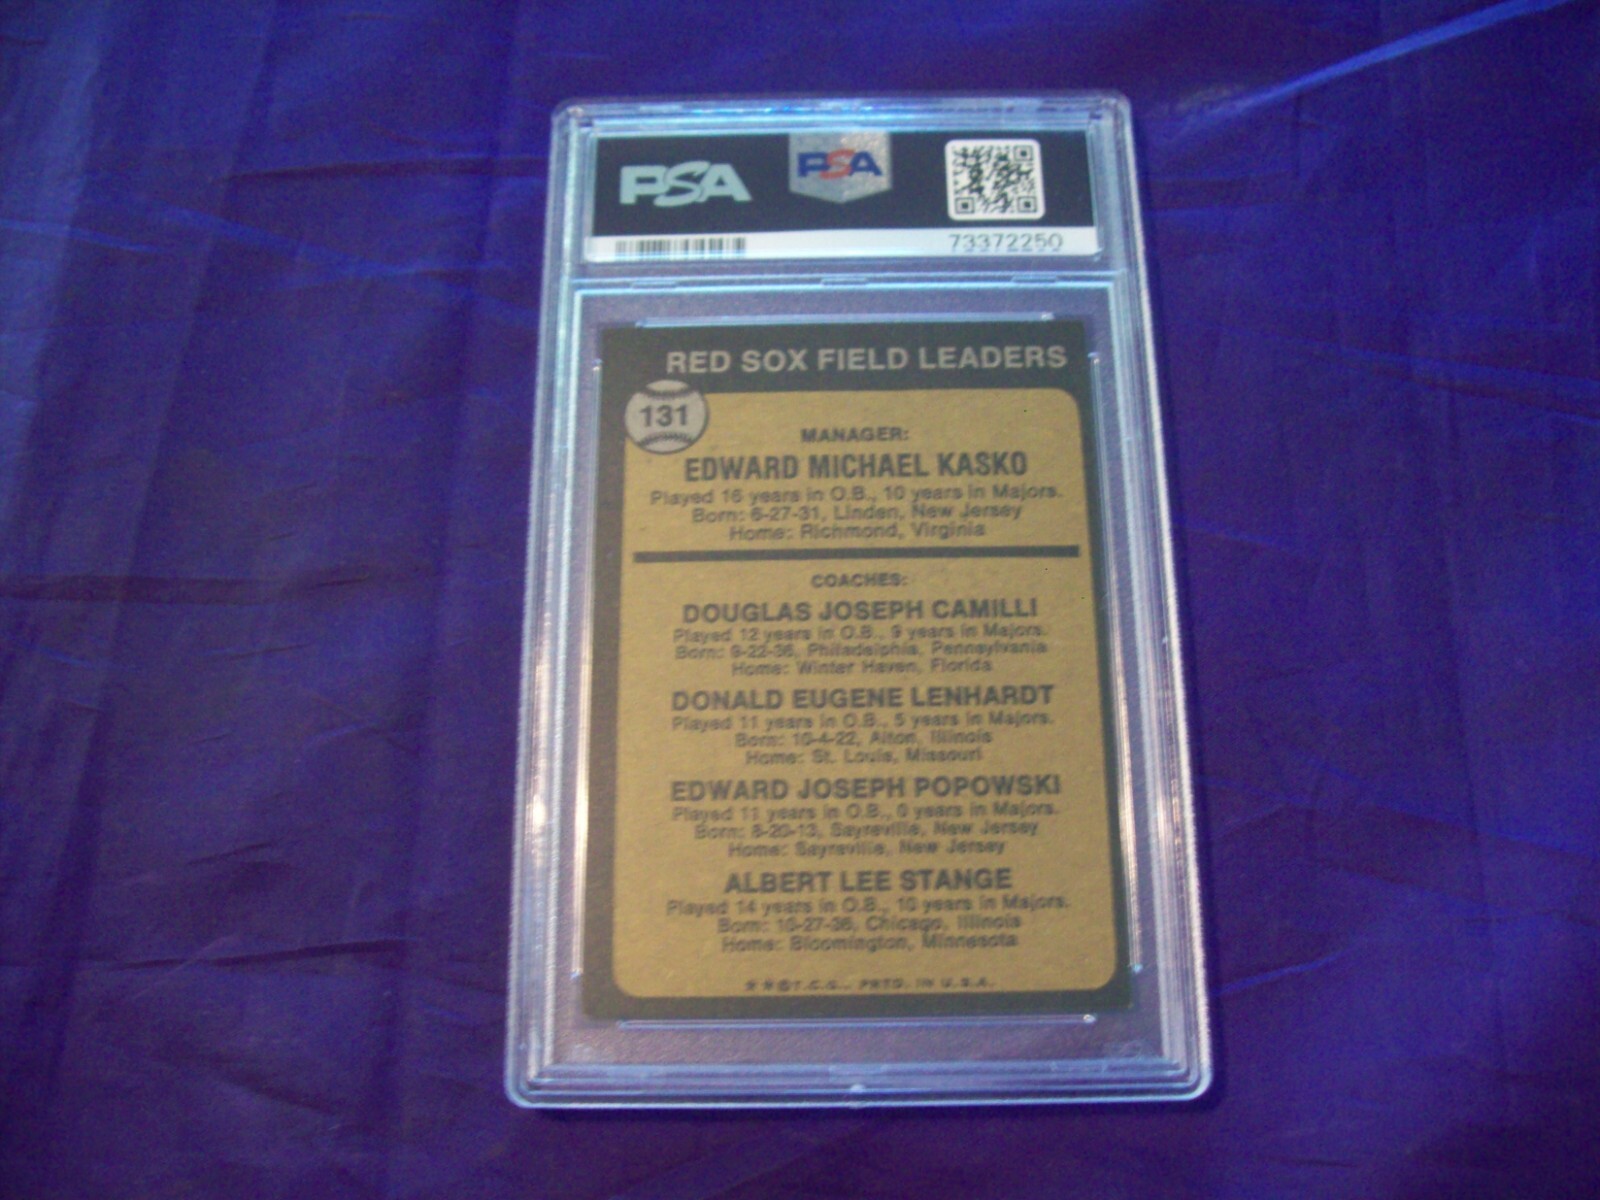 PSA
PSA
73372250
RED SOX FIELD LEADERS
131
MANAGER:
EDWARD MICHAEL KASKO
Played 16 years in O.B., 10 years in Majors.
Born: 6-27-31, Linden, New Jersey
Home: Richmond, Virginia
COACHES:
DOUGLAS JOSEPH CAMILLI
Played 12 years in O.B., 9 years in Majors.
Born: 9-22-36, Philadelphia, Pennsylvania
Home: Winter Haven, Florida
DONALD EUGENE LENHARDT
Played 11 years in O.B., 5 years in Majors.
Born: 10-4-22, Alton, Illinois
Home: St. Louis, Missouri
EDWARD JOSEPH POPOWSKI
Played 11 years in O.B., 0 years in Majors.
Born: 8-20-13, Sayreville, New Jersey
Home: Sayreville, New Jersey
ALBERT LEE STANGE
Played 14 years in O.B., 10 years in Majors.
Born: 10-27-36, Chicago, Illinois
Home: Bloomington, Minnesota
* * © T.C.G., PRTD. IN U.S.A.